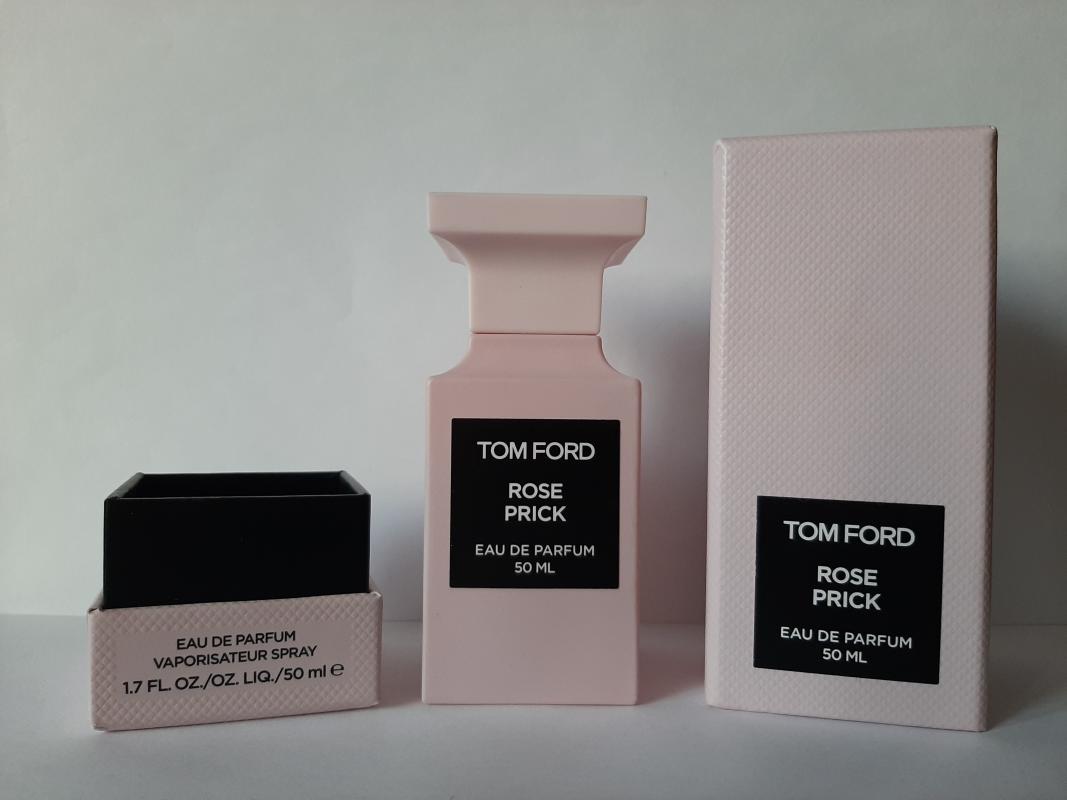 EAU DE PARFUM
VAPORISATEUR SPRAY
1.7 FL. OZ./OZ. LIQ./50 ml ℮
TOM FORD
ROSE
PRICK
EAU DE PARFUM
50 ML
TOM FORD
ROSE
PRICK
EAU DE PARFUM
50 ML